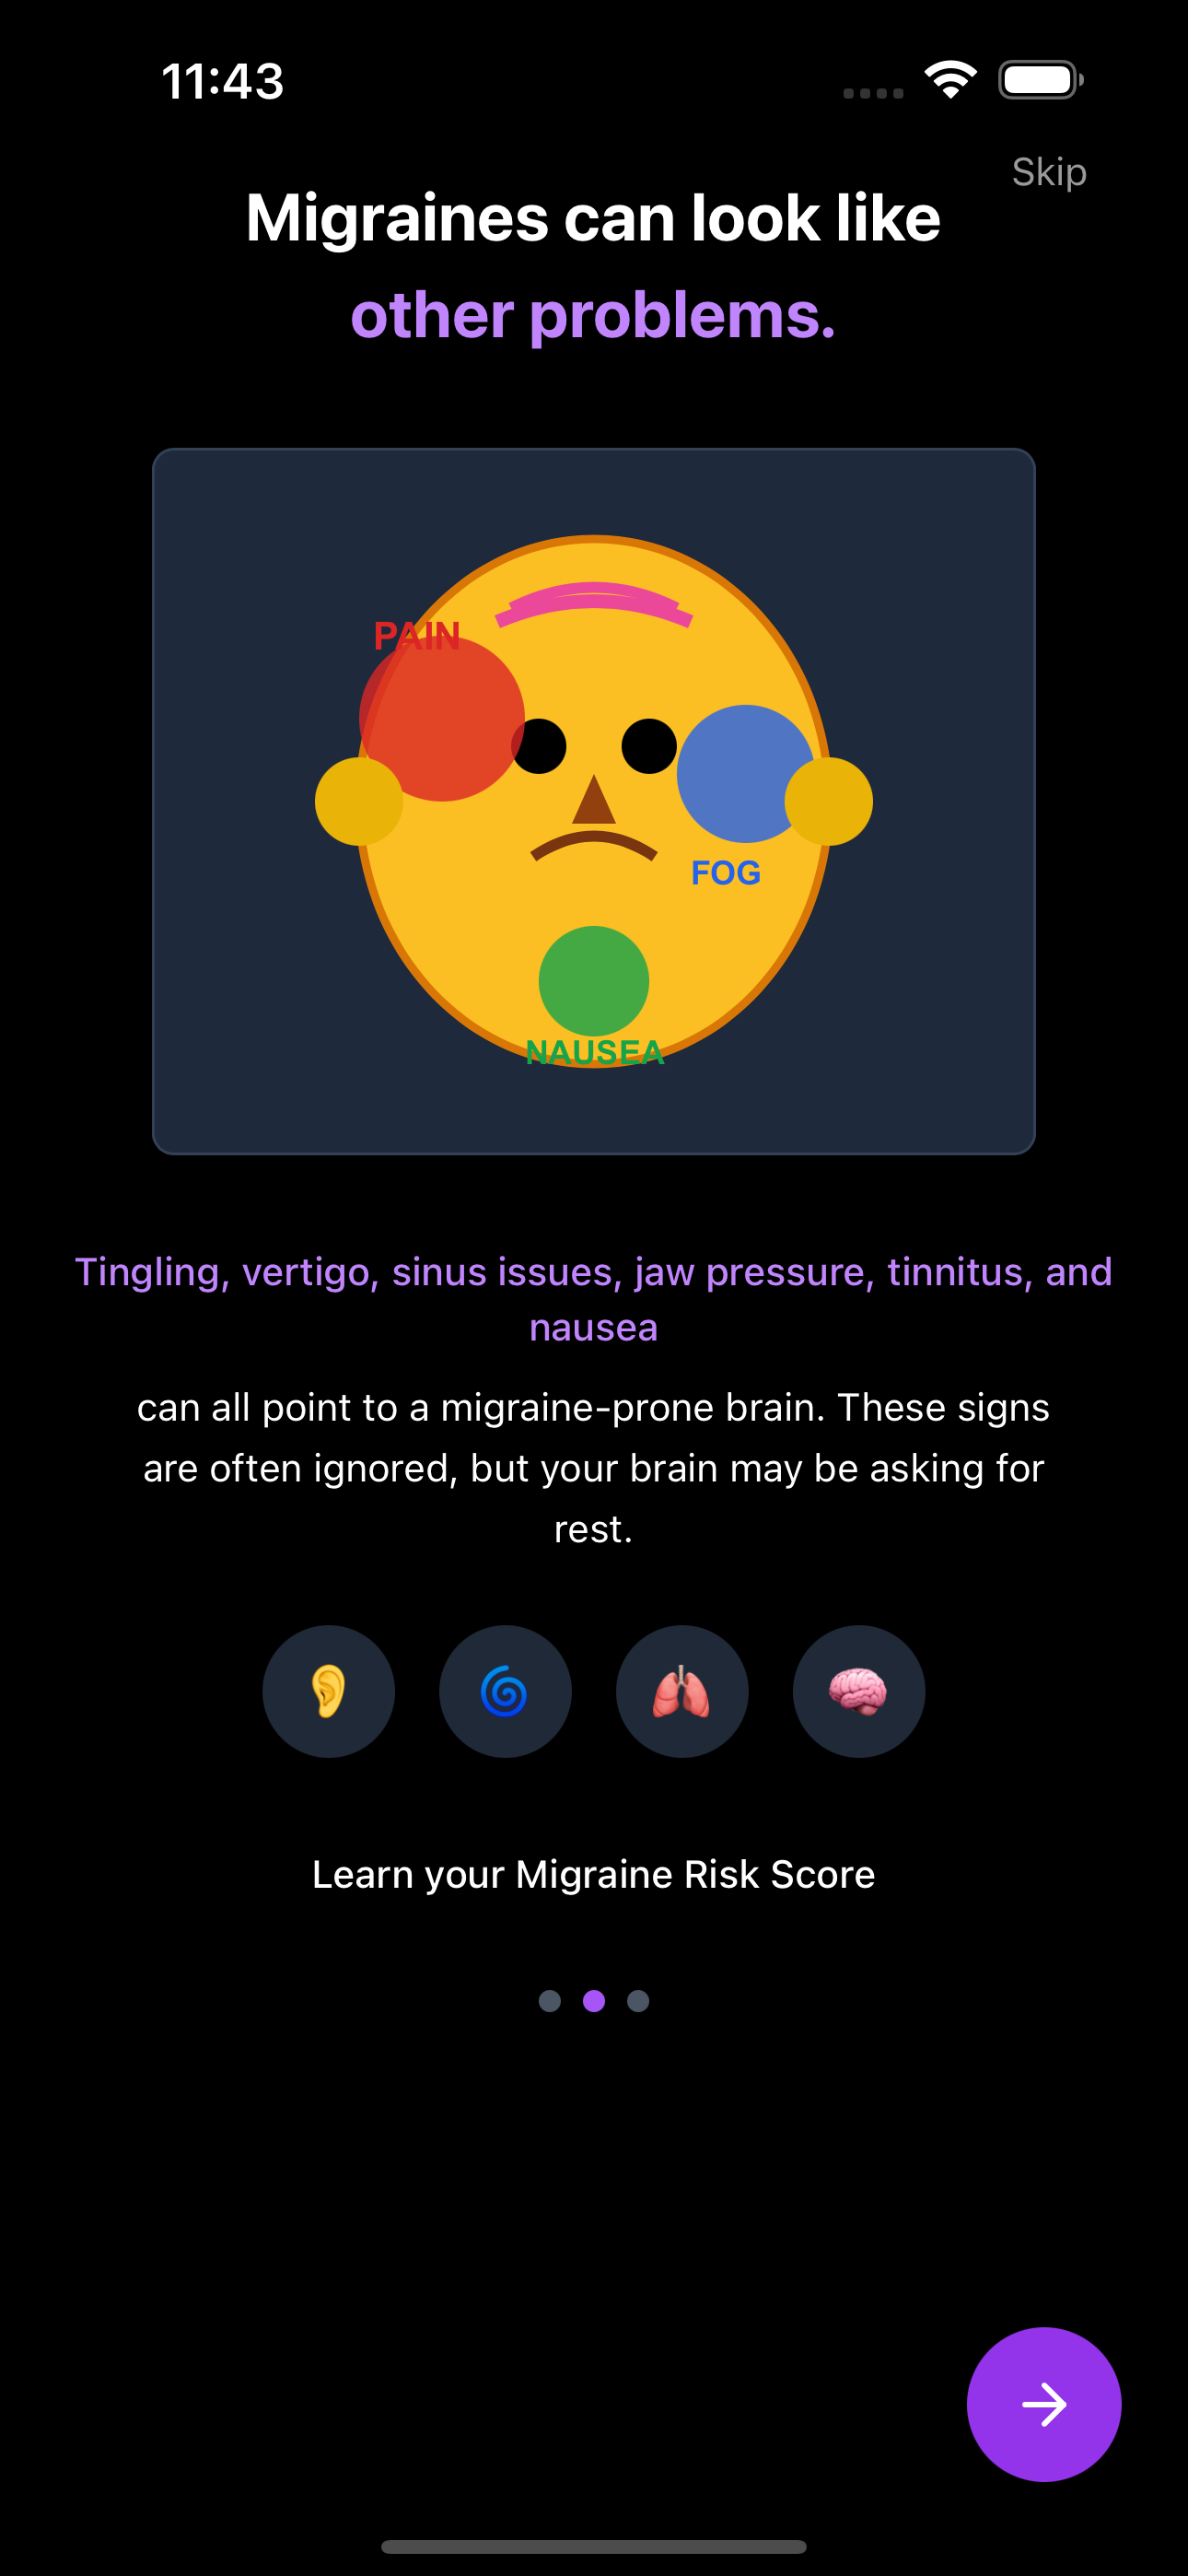 11:43
Skip
Migraines can look like
other problems.
PAIN
FOG
NAUSEA
Tingling, vertigo, sinus issues, jaw pressure, tinnitus, and
nausea
can all point to a migraine-prone brain. These signs
are often ignored, but your brain may be asking for
rest.
Learn your Migraine Risk Score